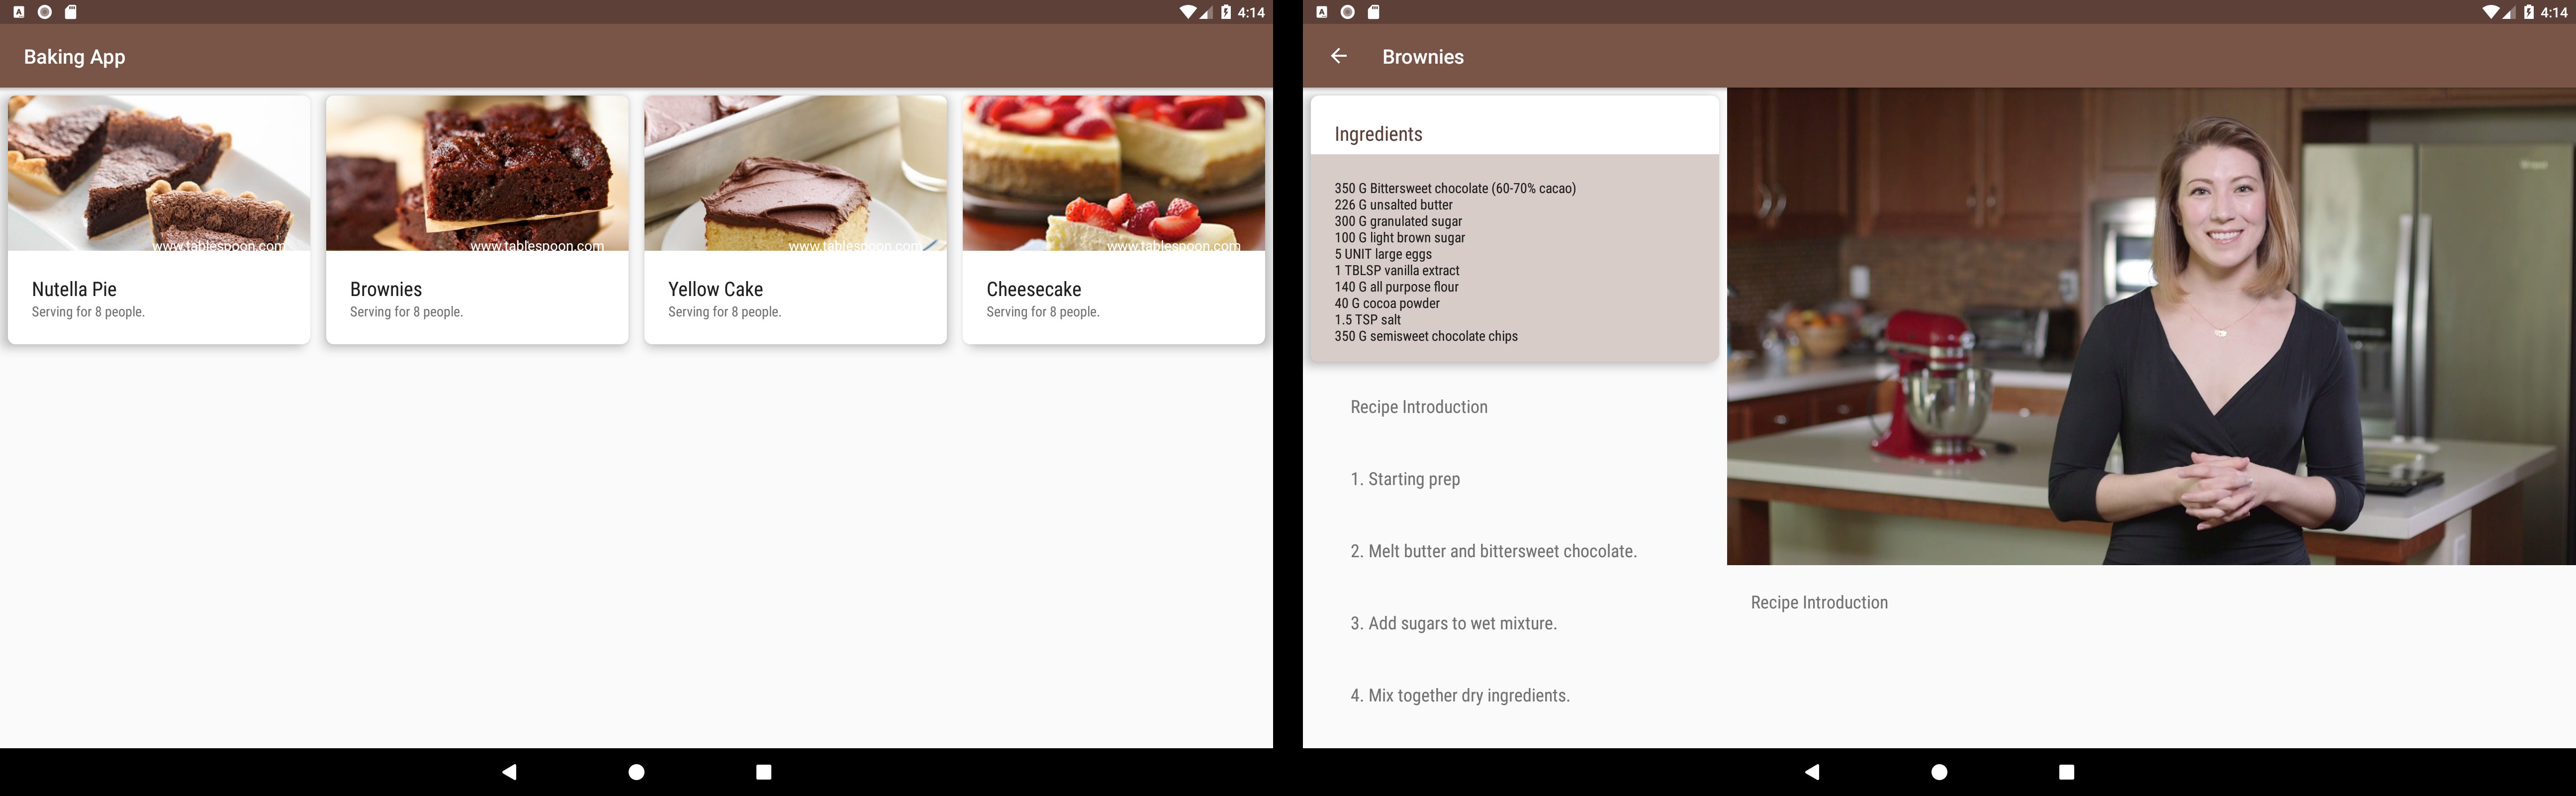 4:14
Baking App
www.tablespoon.com
www.tablespoon.com
www.tablespoon.com
www.tablespoon.com
Nutella Pie
Serving for 8 people.
Brownies
Serving for 8 people.
Yellow Cake
Serving for 8 people.
Cheesecake
Serving for 8 people.
4:14
Brownies
Ingredients
350 G Bittersweet chocolate (60-70% cacao)
226 G unsalted butter
300 G granulated sugar
100 G light brown sugar
5 UNIT large eggs
1 TBLSP vanilla extract
140 G all purpose flour
40 G cocoa powder
1.5 TSP salt
350 G semisweet chocolate chips
Recipe Introduction
1. Starting prep
2. Melt butter and bittersweet chocolate.
3. Add sugars to wet mixture.
4. Mix together dry ingredients.
Recipe Introduction